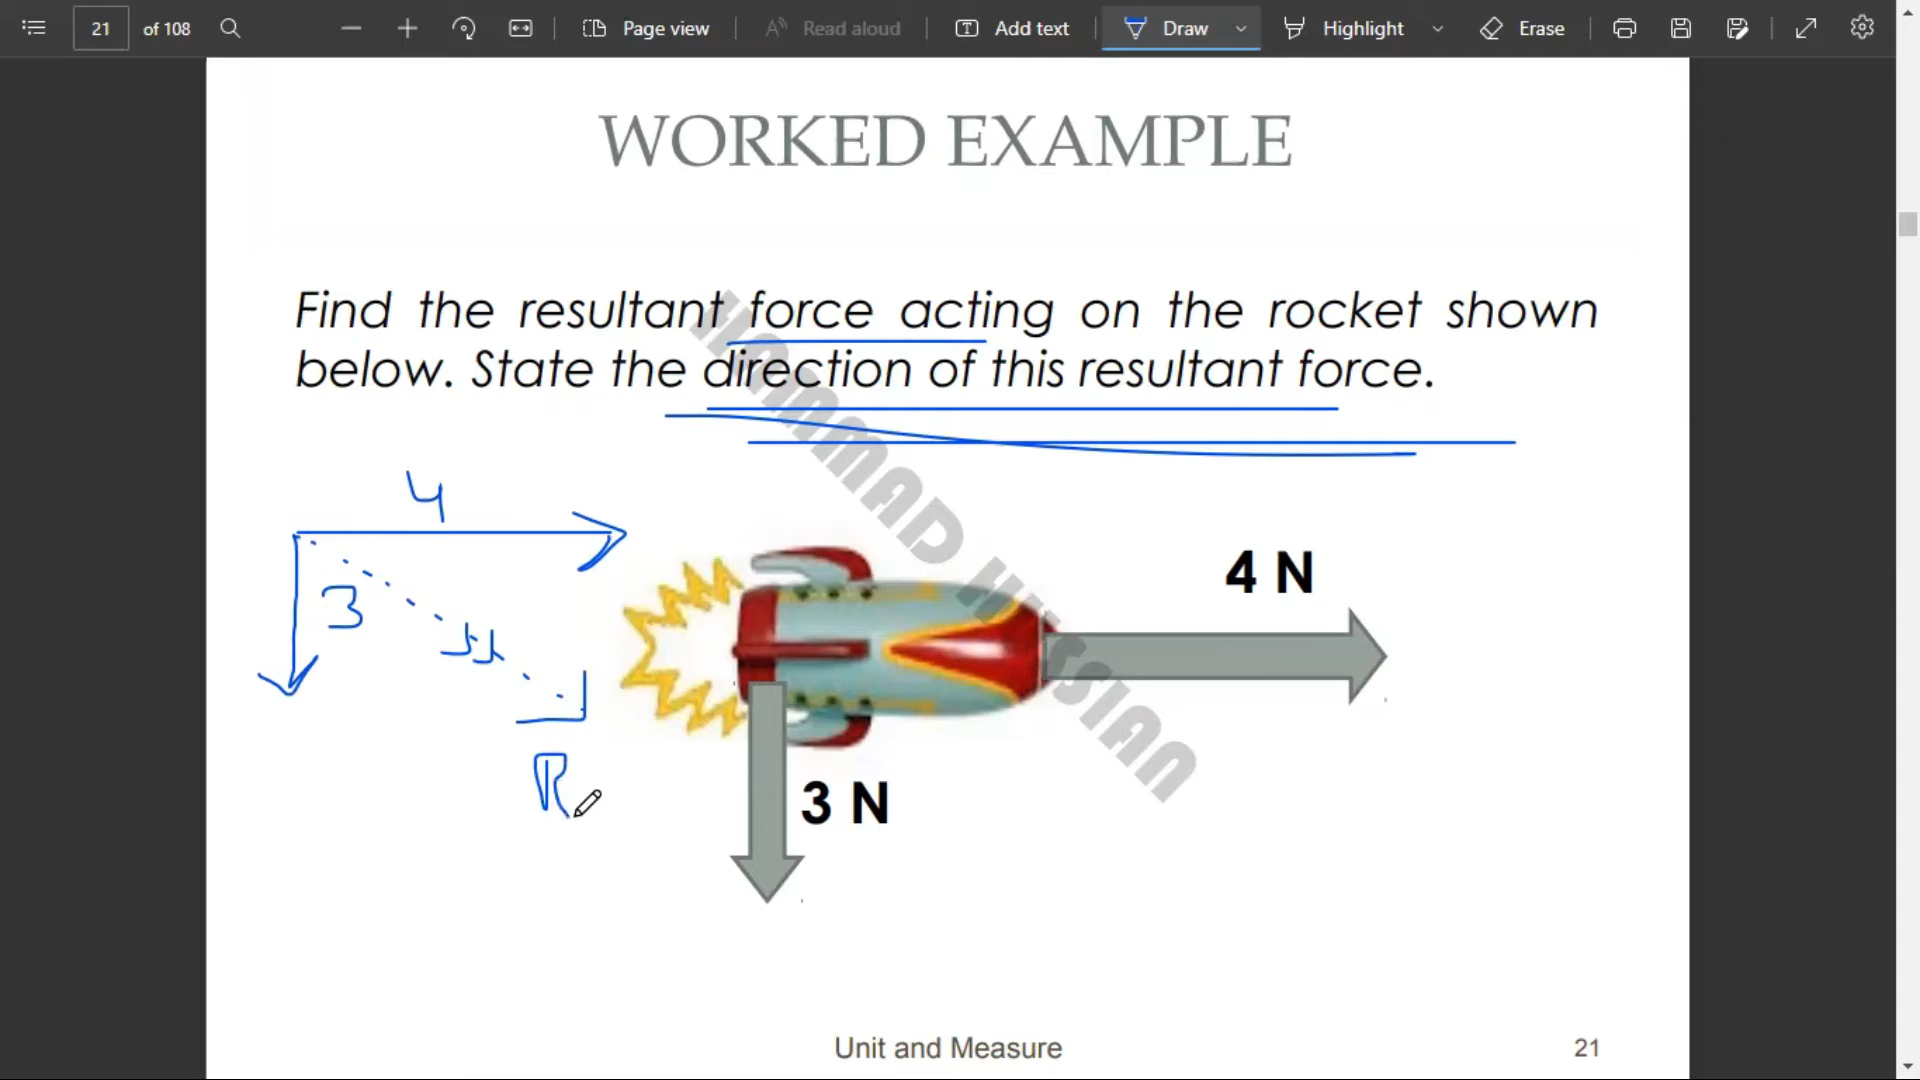 21 of 108 Page view Read aloud Add text Draw Highlight Erase
WORKED EXAMPLE
Find the resultant force acting on the rocket shown
below. State the direction of this resultant force.
4
3
R
4 N
3 N
HAMMAD HUSSIAN
Unit and Measure 21